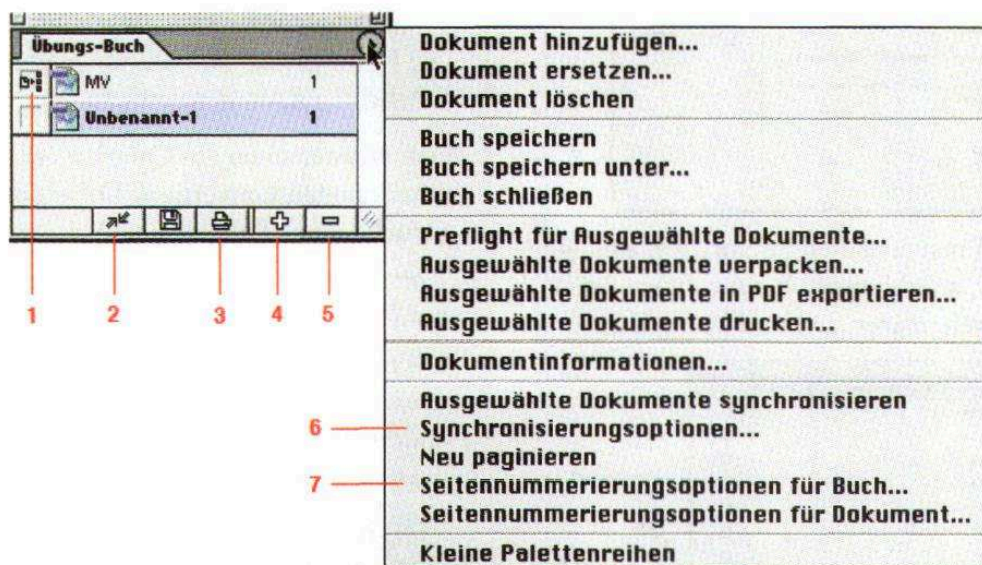 Übungs-Buch
MV 1
Unbenannt-1 1
1 2 3 4 5
Dokument hinzufügen...
Dokument ersetzen...
Dokument löschen
Buch speichern
Buch speichern unter...
Buch schließen
Preflight für Ausgewählte Dokumente...
Ausgewählte Dokumente verpacken...
Ausgewählte Dokumente in PDF exportieren...
Ausgewählte Dokumente drucken...
Dokumentinformationen...
Ausgewählte Dokumente synchronisieren
6 Synchronisierungsoptionen...
Neu paginieren
7 Seitennummerierungsoptionen für Buch...
Seitennummerierungsoptionen für Dokument...
Kleine Palettenreihen